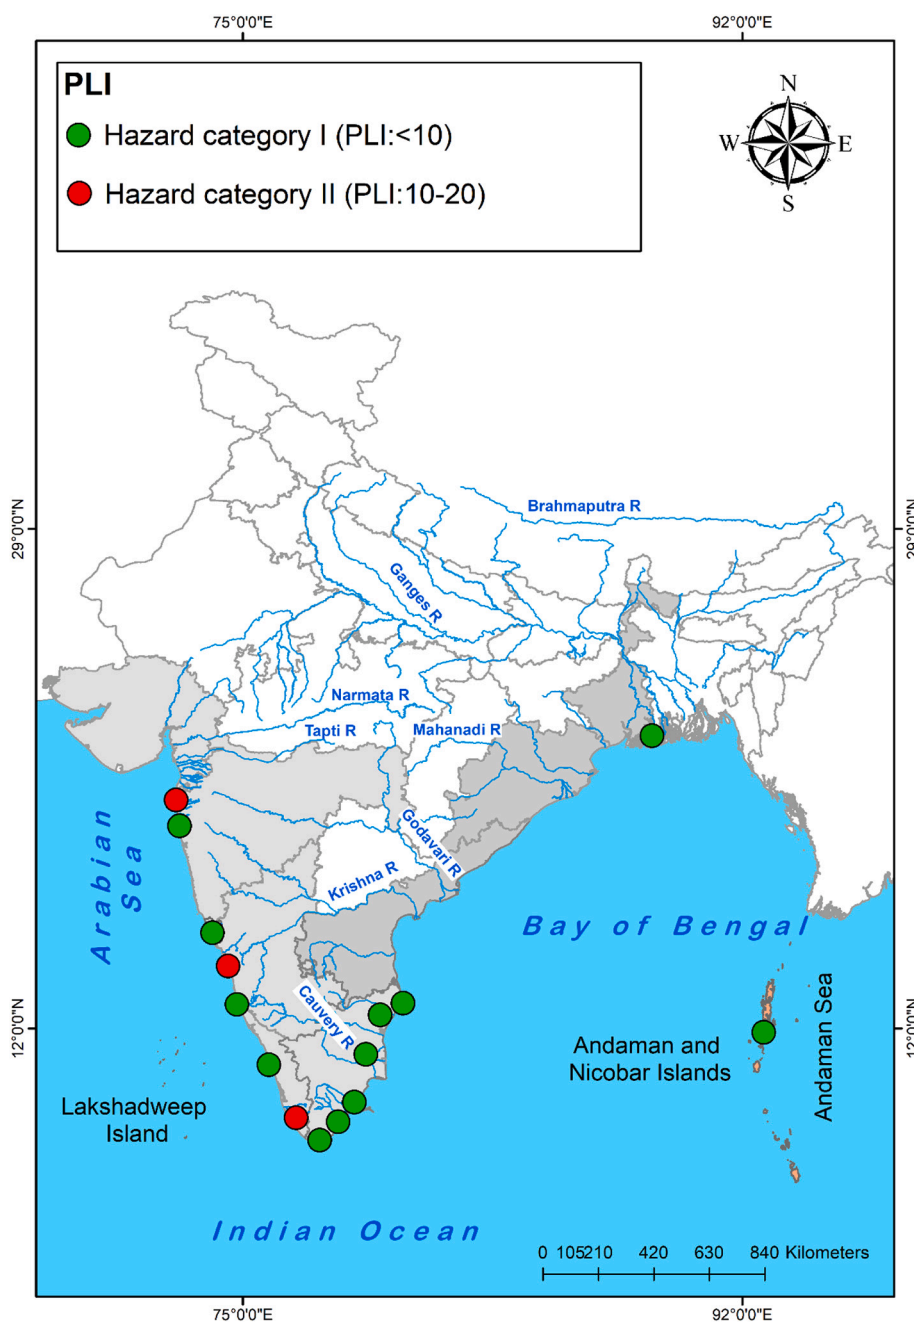 75°0'0"E
92°0'0"E
PLI
Hazard category I (PLI:<10)
Hazard category II (PLI:10-20)
N
W
E
S
29°0'0"N
29°0'0"N
Brahmaputra R
Ganges R
Narmata R
Tapti R
Mahanadi R
Godavari R
Krishna R
Arabian
Sea
Bay of Bengal
Cauvery R
12°0'0"N
12°0'0"N
Andaman and
Nicobar Islands
Andaman Sea
Lakshadweep
Island
Indian Ocean
0 105210 420 630 840 Kilometers
75°0'0"E
92°0'0"E